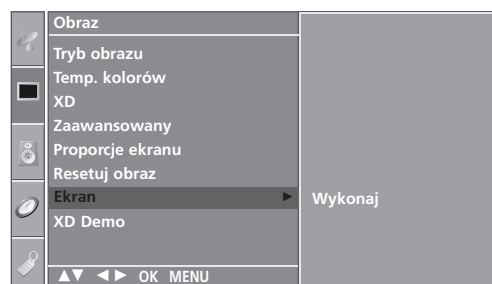 Obraz
Tryb obrazu
Temp. kolorów
XD
Zaawansowany
Proporcje ekranu
Resetuj obraz
Ekran ► Wykonaj
XD Demo
▲▼ ◄► OK MENU